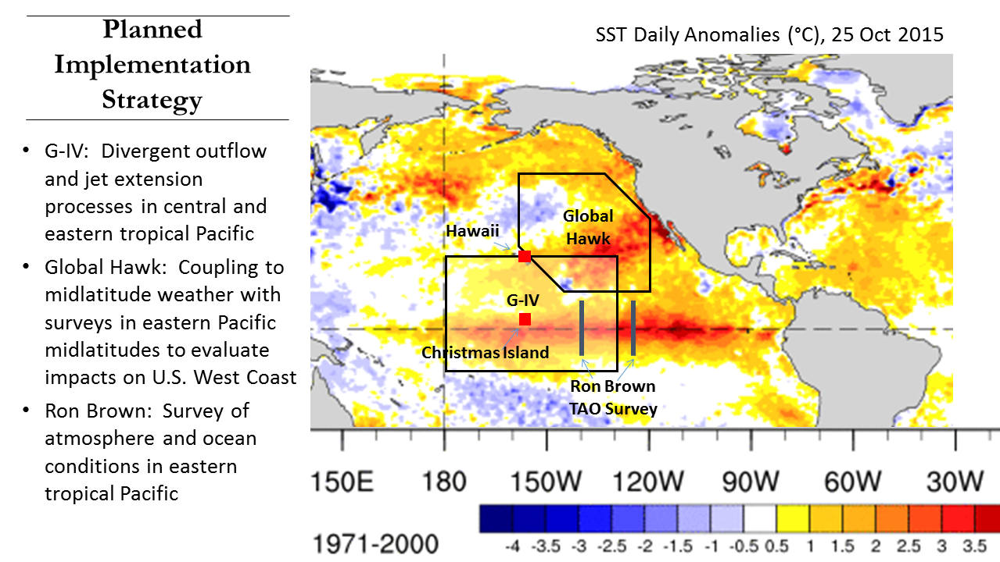 Planned
Implementation
Strategy
• G-IV: Divergent outflow
and jet extension
processes in central and
eastern tropical Pacific
• Global Hawk: Coupling to
midlatitude weather with
surveys in eastern Pacific
midlatitudes to evaluate
impacts on U.S. West Coast
• Ron Brown: Survey of
atmosphere and ocean
conditions in eastern
tropical Pacific
SST Daily Anomalies (°C), 25 Oct 2015
Global
Hawk
Hawaii
G-IV
Christmas Island
Ron Brown
TAO Survey
150E 180 150W 120W 90W 60W 30W
-4 -3.5 -3 -2.5 -2 -1.5 -1 -0.5 0.5 1 1.5 2 2.5 3 3.5
1971-2000